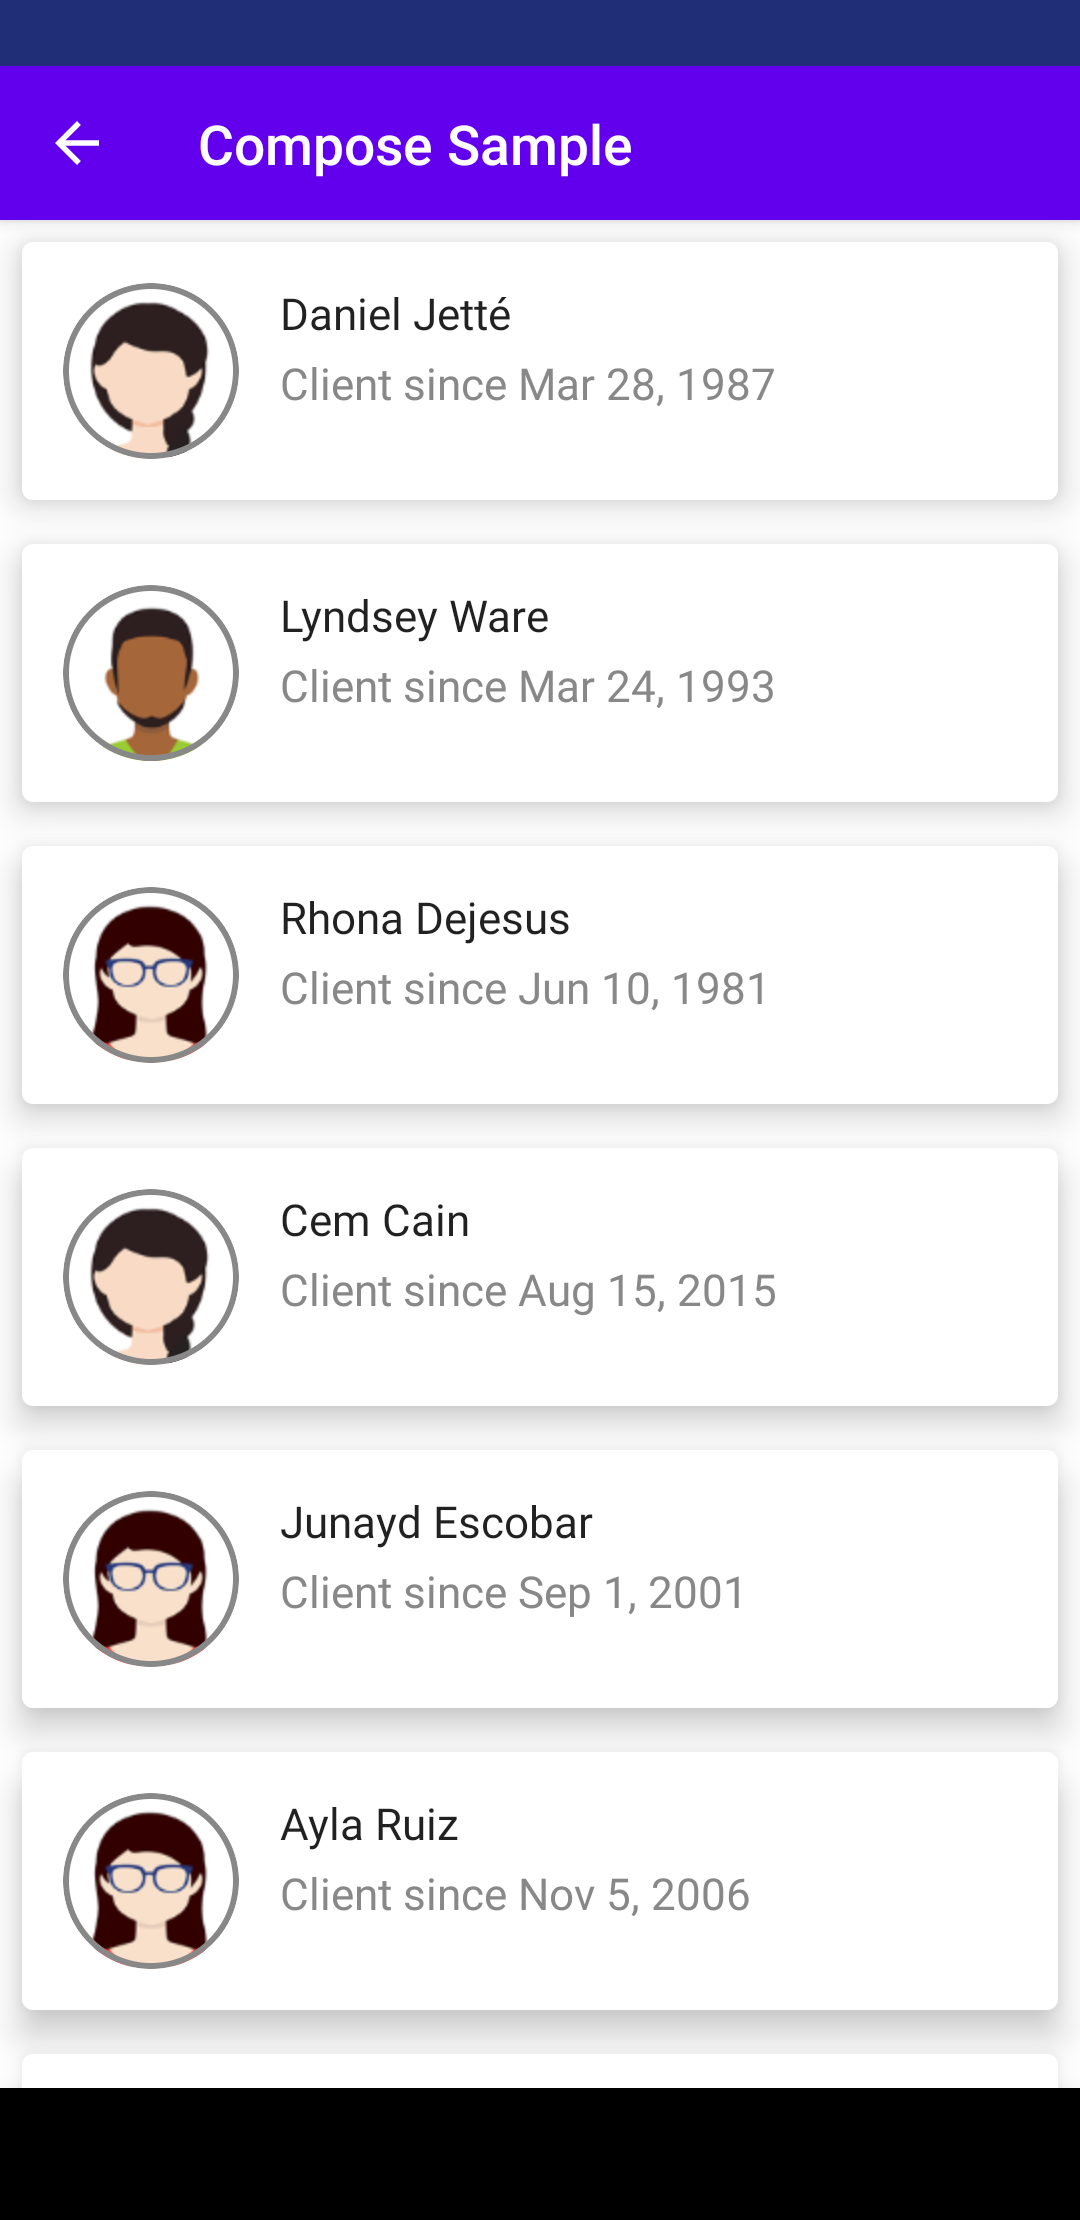 Compose Sample
Daniel Jetté
Client since Mar 28, 1987
Lyndsey Ware
Client since Mar 24, 1993
Rhona Dejesus
Client since Jun 10, 1981
Cem Cain
Client since Aug 15, 2015
Junayd Escobar
Client since Sep 1, 2001
Ayla Ruiz
Client since Nov 5, 2006